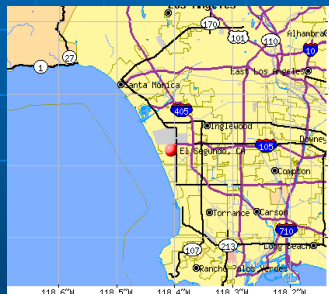 Los Angeles
170
101
110
Alhambra
10
27
1
East Los Angeles
Santa Monica
405
Inglewood
Downey
El Segundo, CA
105
Compton
Torrance
Carson
710
107
213
Long Beach
Rancho Palos Verdes
118.6°W
118.5°W
118.4°W
118.3°W
118.2°W